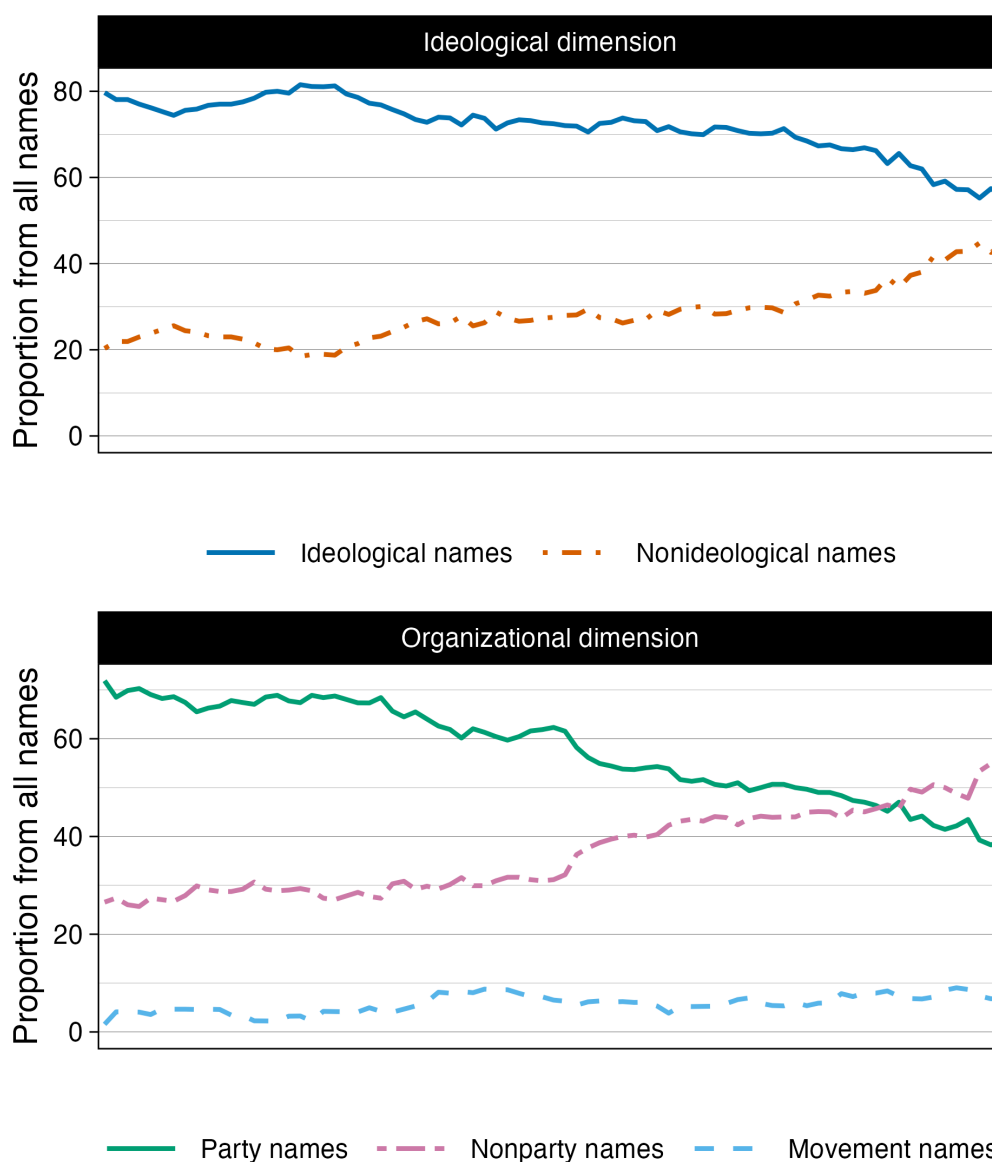 Ideological dimension
Proportion from all names
80
60
40
20
0
Ideological names
Nonideological names
Organizational dimension
Proportion from all names
60
40
20
0
Party names
Nonparty names
Movement names